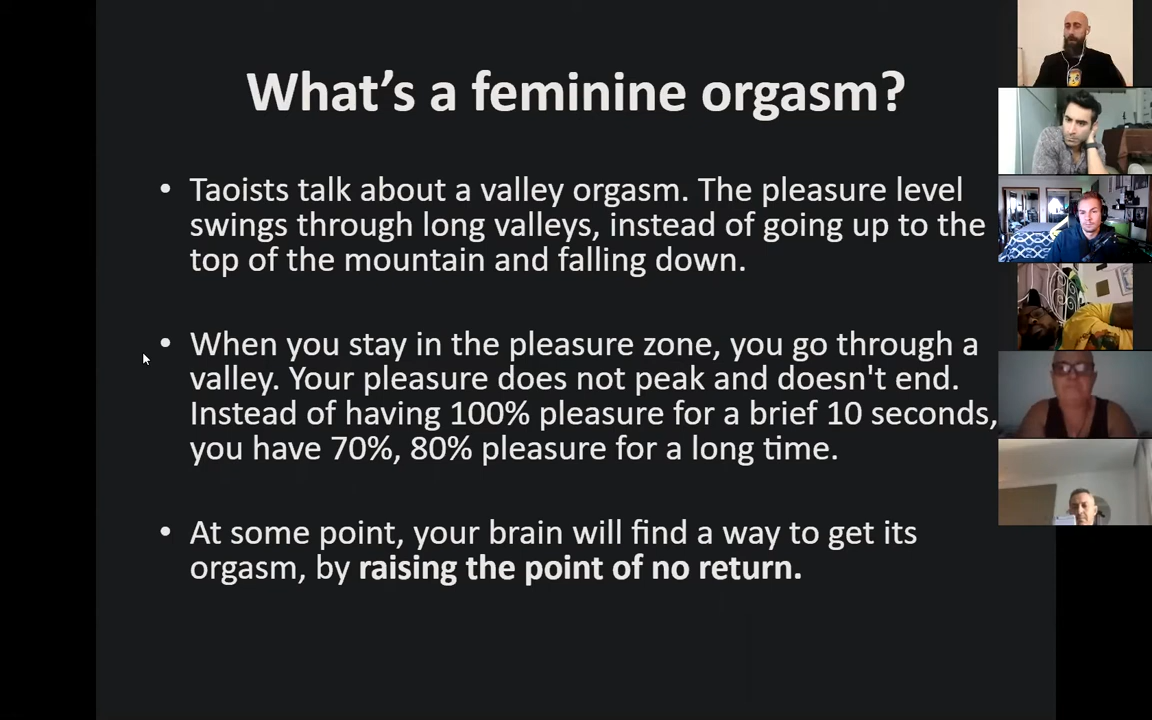 What's a feminine orgasm?
• Taoists talk about a valley orgasm. The pleasure level
swings through long valleys, instead of going up to the
top of the mountain and falling down.
• When you stay in the pleasure zone, you go through a
valley. Your pleasure does not peak and doesn't end.
Instead of having 100% pleasure for a brief 10 seconds,
you have 70%, 80% pleasure for a long time.
• At some point, your brain will find a way to get its
orgasm, by raising the point of no return.